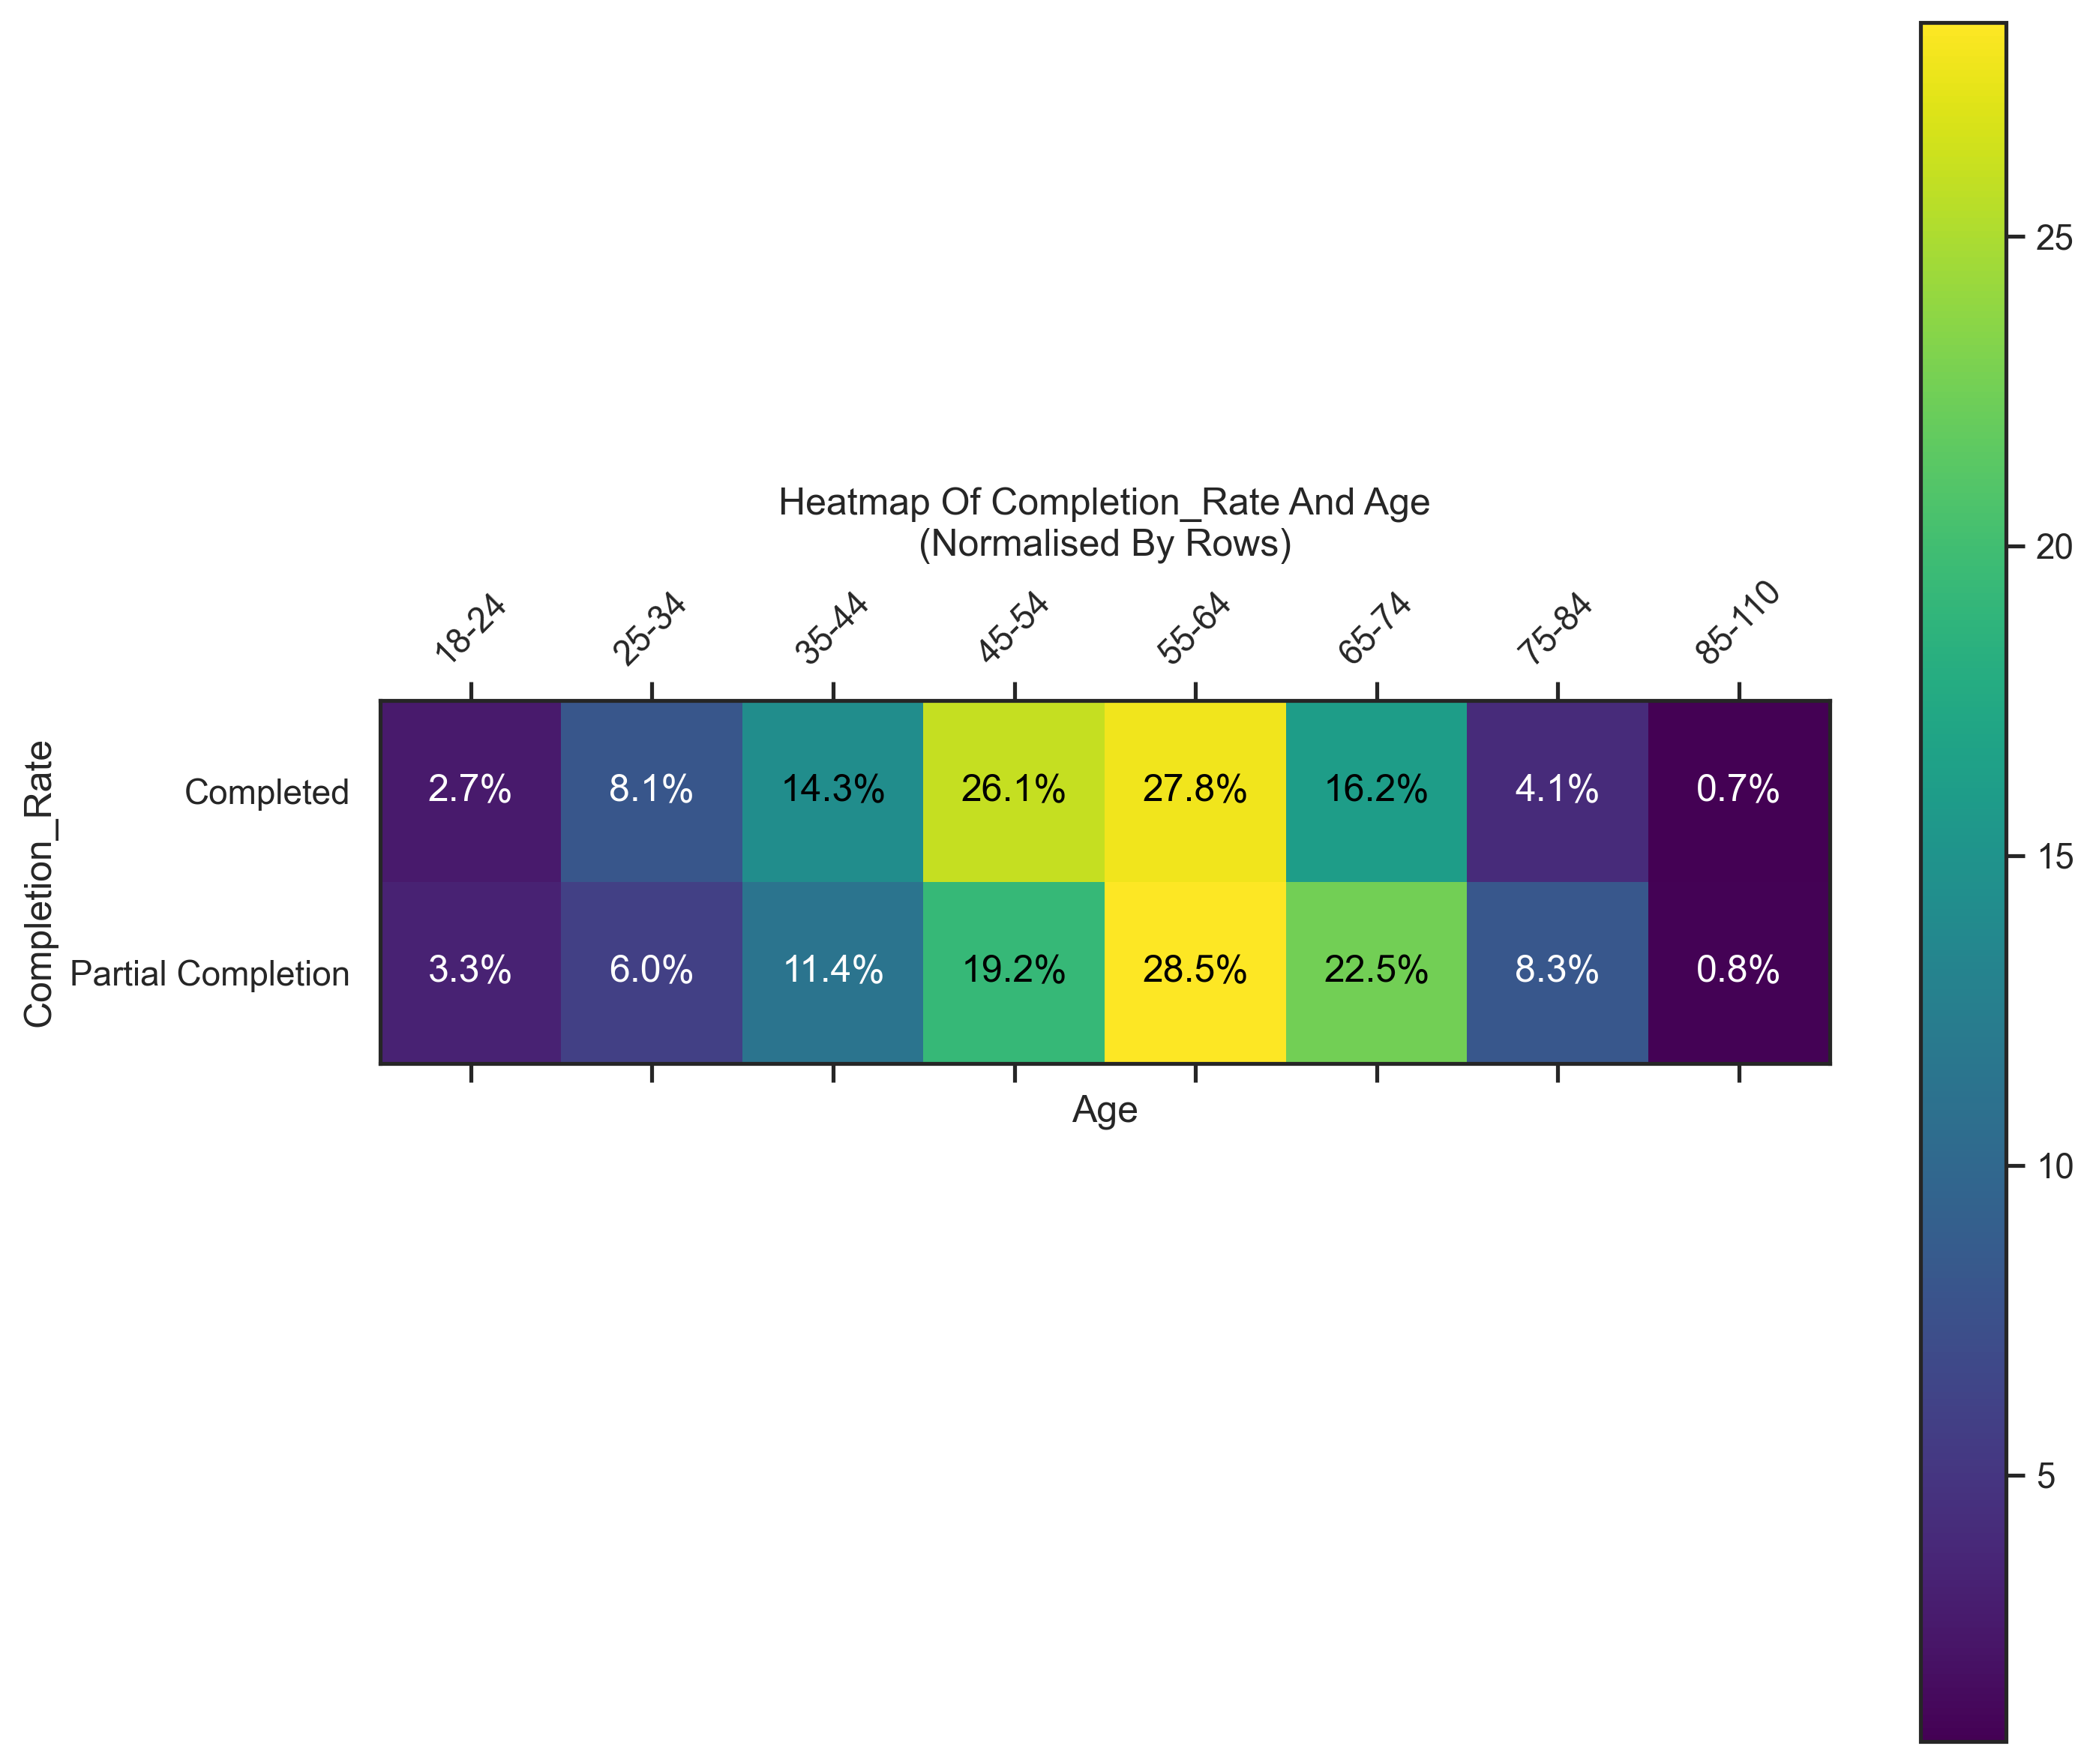 Heatmap Of Completion_Rate And Age
(Normalised By Rows)
18-24 25-34 35-44 45-54 55-64 65-74 75-84 85-110
Completion_Rate
Completed 2.7% 8.1% 14.3% 26.1% 27.8% 16.2% 4.1% 0.7%
Partial Completion 3.3% 6.0% 11.4% 19.2% 28.5% 22.5% 8.3% 0.8%
Age
25
20
15
10
5